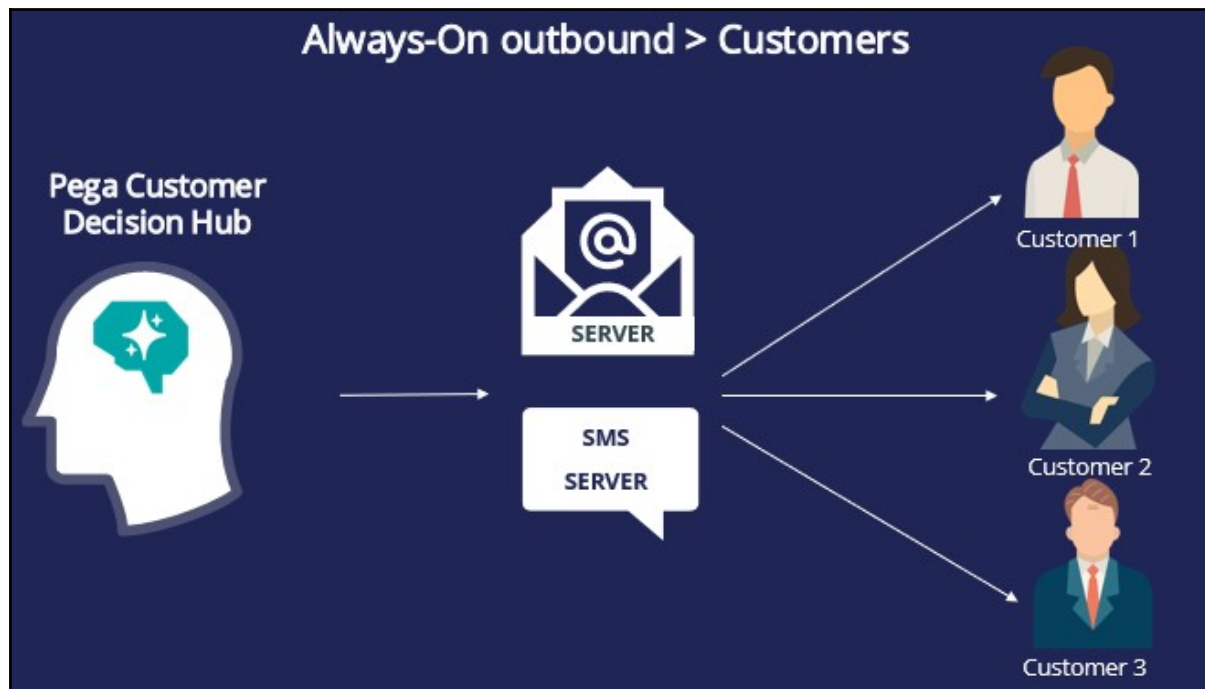 Always-On outbound > Customers
Pega Customer
Decision Hub
@
SERVER
SMS
SERVER
Customer 1
Customer 2
Customer 3